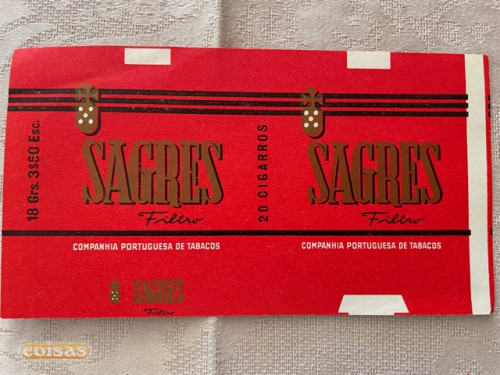 18 Grs. 3$60 Esc.
SAGRES
Filtro
COMPANHIA PORTUGUESA DE TABACOS
20 CIGARROS
SAGRES
Filtro
COMPANHIA PORTUGUESA DE TABACOS
SAGRES
Filtro
coisas